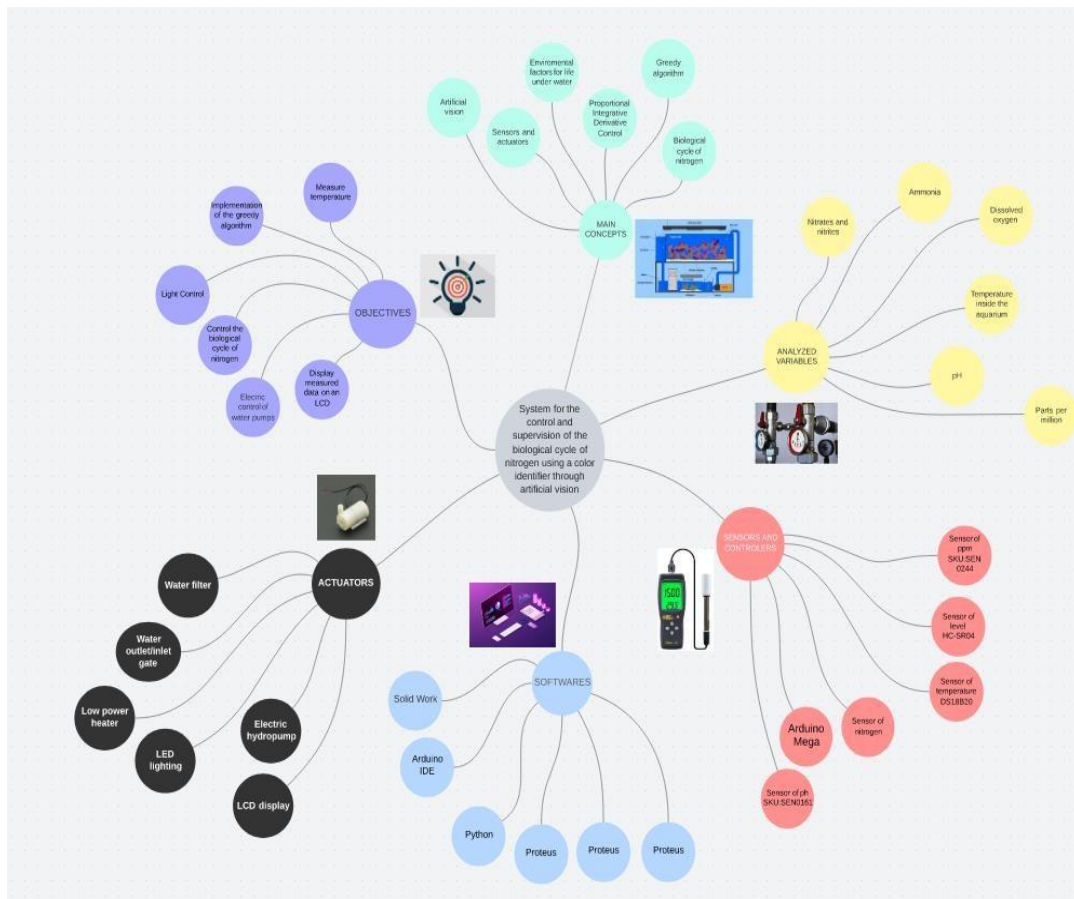 Enviromental
factors for life
under water
Greedy
algorithm
Artificial
vision
Proportional
Integrative
Derivative
Control
Sensors and
actuators
Biological
cycle of
nitrogen
MAIN
CONCEPTS
Measure
temperature
Implementation
of the greedy
algorithm
Light Control
Control the
biological
cycle of
nitrogen
Electric
control of
water pumps
Display
measured
data on an
LCD
OBJECTIVES
Ammonia
Nitrates and
nitrites
Dissolved
oxygen
Temperature
inside the
aquarium
pH
Parts per
million
ANALYZED
VARIABLES
System for the
control and
supervision of the
biological cycle of
nitrogen using a color
identifier through
artificial vision
ACTUATORS
Water filter
Water
outlet/inlet
gate
Low power
heater
LED
lighting
Electric
hydropump
LCD display
SOFTWARES
Solid Work
Arduino
IDE
Python
Proteus
Proteus
Proteus
SENSORS AND
CONTROLERS
1500
Sensor of
ppm
SKU:SEN
0244
Sensor of
level
HC-SR04
Sensor of
temperature
DS18B20
Sensor of
nitrogen
Arduino
Mega
Sensor of ph
SKU:SEN0161